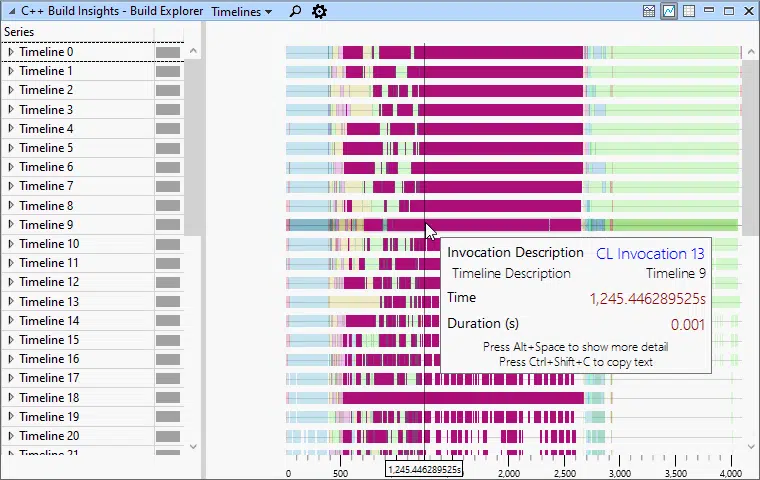 C++ Build Insights - Build Explorer Timelines
Series
Timeline 0
Timeline 1
Timeline 2
Timeline 3
Timeline 4
Timeline 5
Timeline 6
Timeline 7
Timeline 8
Timeline 9
Timeline 10
Timeline 11
Timeline 12
Timeline 13
Timeline 14
Timeline 15
Timeline 16
Timeline 17
Timeline 18
Timeline 19
Timeline 20
Timeline 21
Invocation Description CL Invocation 13
Timeline Description Timeline 9
Time 1,245.446289525s
Duration (s) 0.001
Press Alt+Space to show more detail
Press Ctrl+Shift+C to copy text
0 500 1,245.446289525s 2,000 2,500 3,000 3,500 4,000